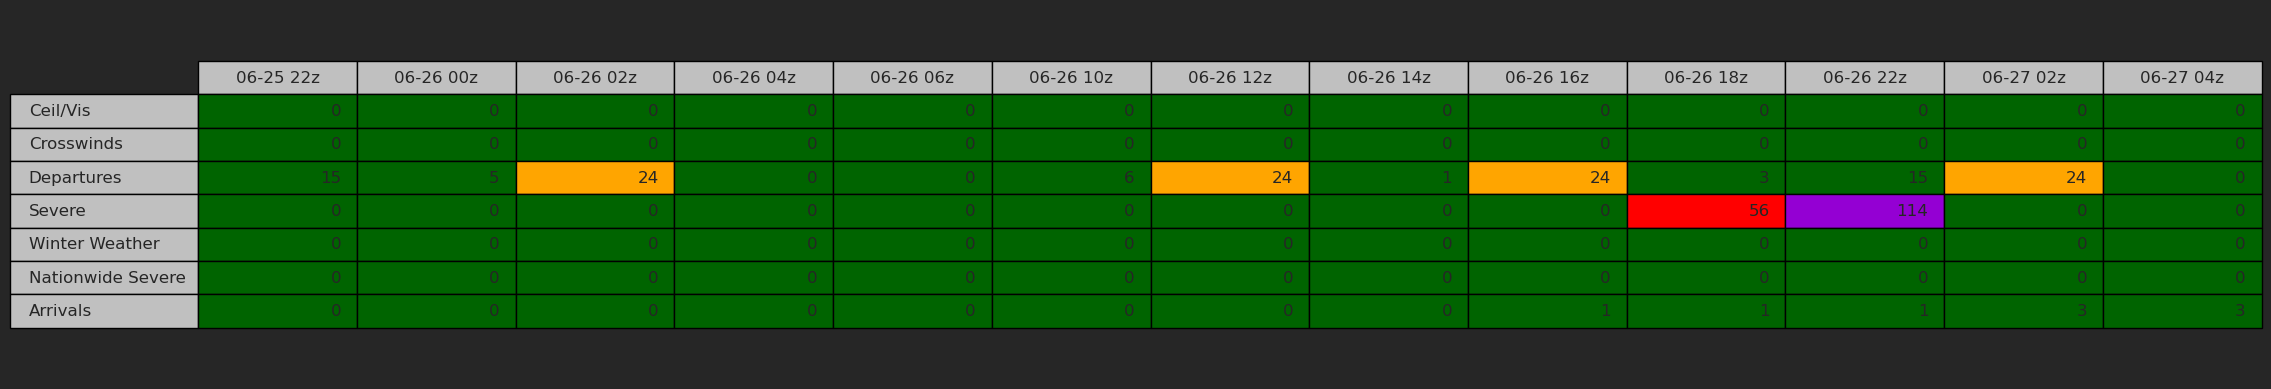 06-25 22z 06-26 00z 06-26 02z 06-26 04z 06-26 06z 06-26 10z 06-26 12z 06-26 14z 06-26 16z 06-26 18z 06-26 22z 06-27 02z 06-27 04z
Ceil/Vis 0 0 0 0 0 0 0 0 0 0 0 0 0
Crosswinds 0 0 0 0 0 0 0 0 0 0 0 0 0
Departures 15 5 24 0 0 6 24 1 24 3 15 24 0
Severe 0 0 0 0 0 0 0 0 0 56 114 0 0
Winter Weather 0 0 0 0 0 0 0 0 0 0 0 0 0
Nationwide Severe 0 0 0 0 0 0 0 0 0 0 0 0 0
Arrivals 0 0 0 0 0 0 0 0 1 1 1 3 3